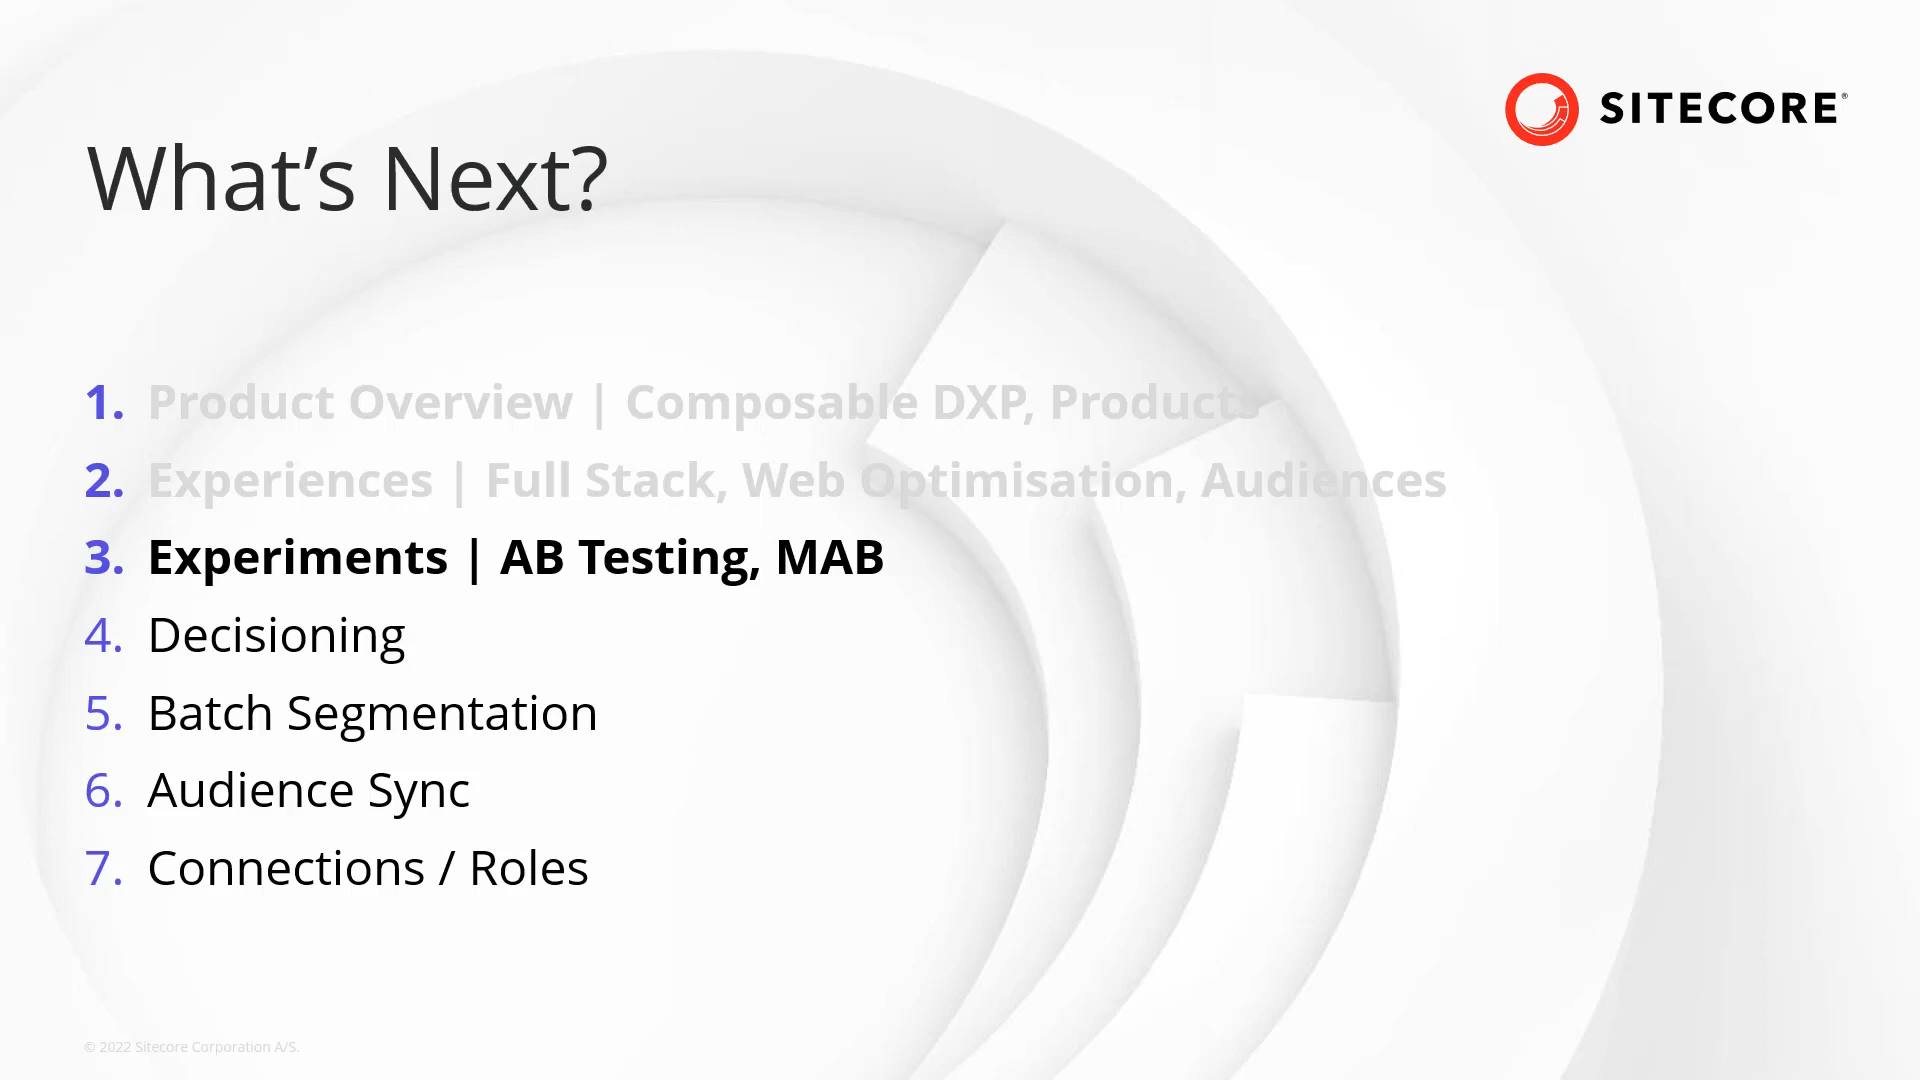 SITECORE®
What’s Next?
1. Product Overview | Composable DXP, Products
2. Experiences | Full Stack, Web Optimisation, Audiences
3. Experiments | AB Testing, MAB
4. Decisioning
5. Batch Segmentation
6. Audience Sync
7. Connections / Roles
© 2022 Sitecore Corporation A/S.